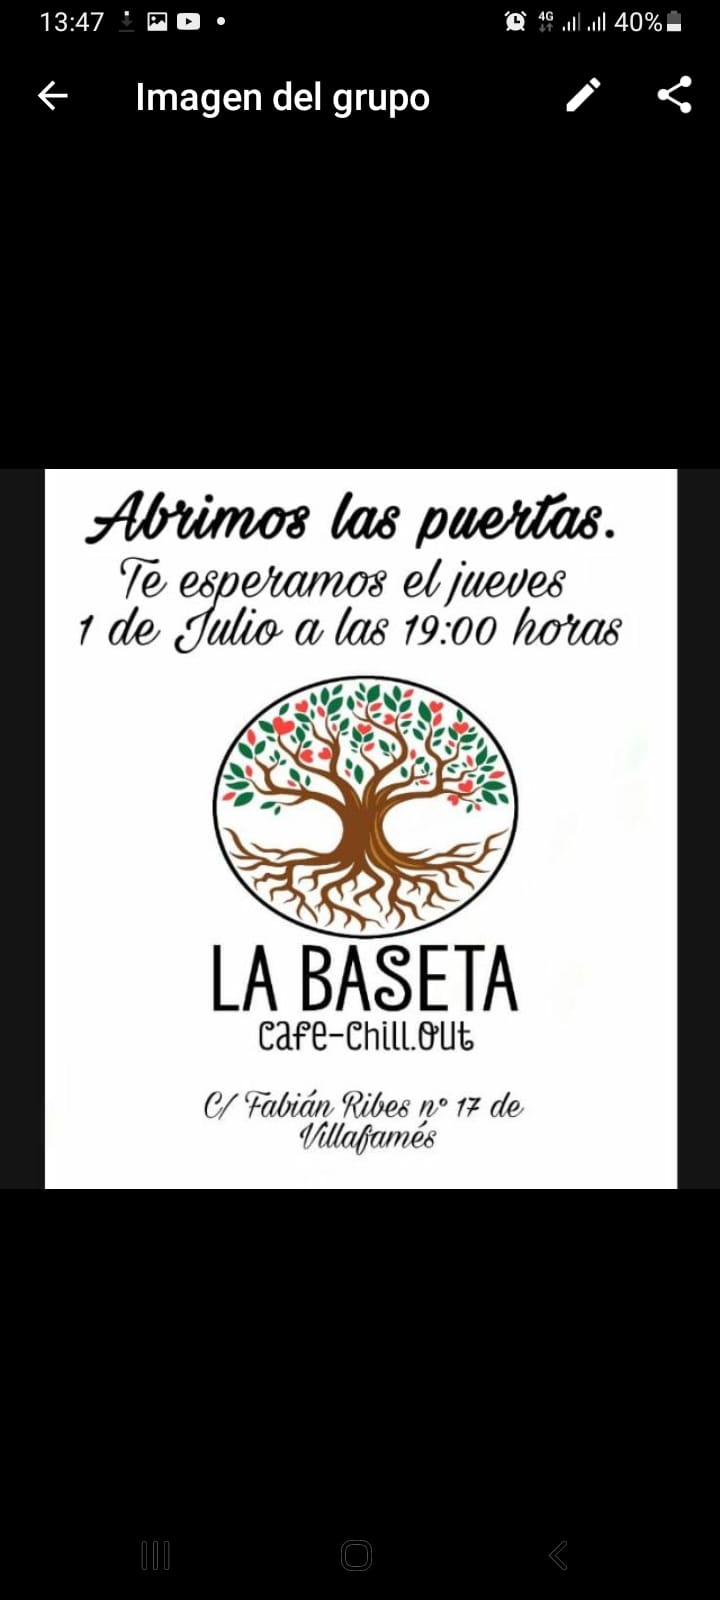 13:47
4G
40%
Imagen del grupo
Abrimos las puertas.
Te esperamos el jueves
1 de Julio a las 19:00 horas
LA BASETA
Cafe-Chill.Out
C/ Fabián Ribes nº 17 de
Villafamés